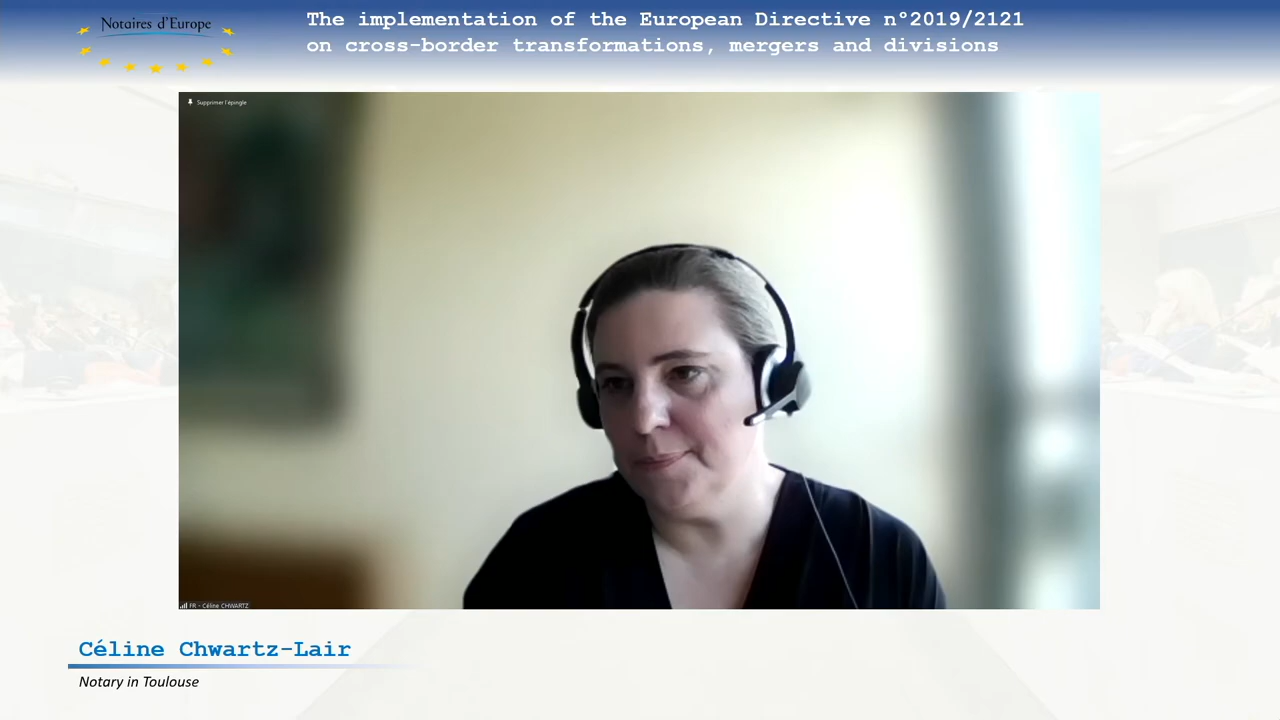 Notaires d'Europe
The implementation of the European Directive n°2019/2121
on cross-border transformations, mergers and divisions
Supprimer l'épingle
FR - Céline CHWARTZ
Céline Chwartz-Lair
Notary in Toulouse